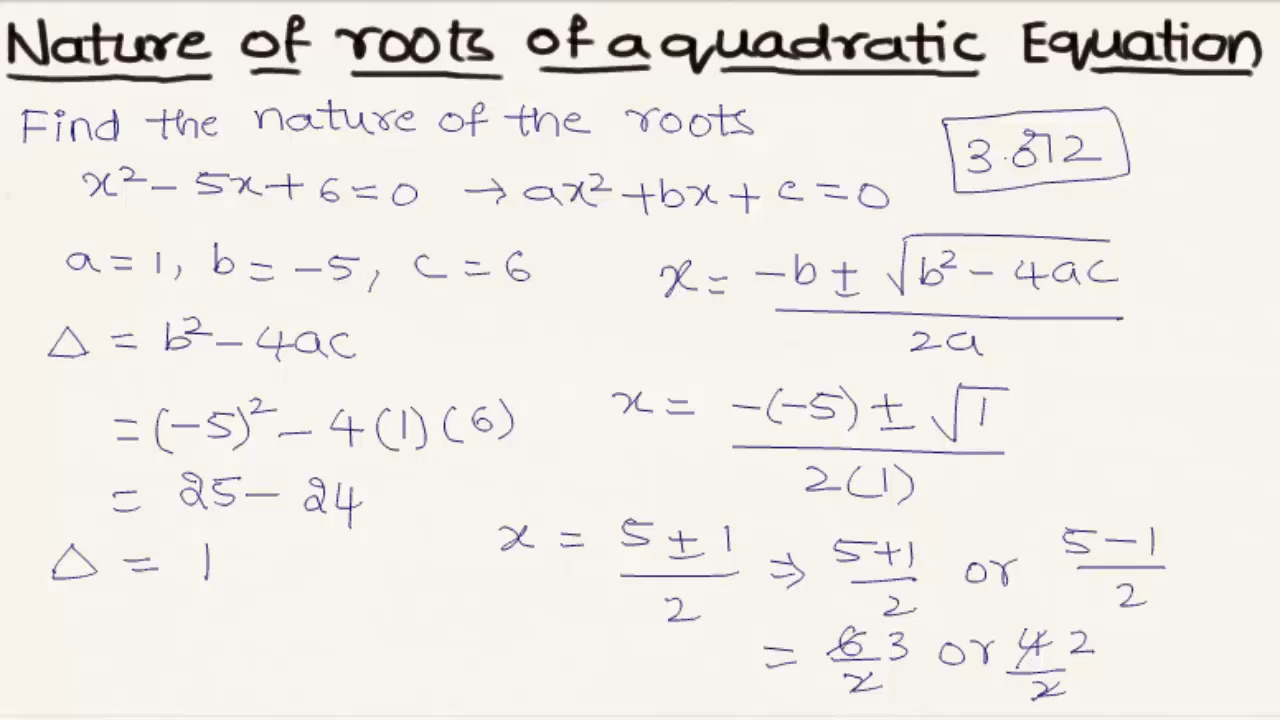 Nature of roots of a quadratic Equation
Find the nature of the roots
3.872
x² - 5x + 6 = 0 → ax² + bx + c = 0
a = 1, b = -5, c = 6
x = (-b ± √(b² - 4ac)) / 2a
Δ = b² - 4ac
= (-5)² - 4(1)(6)
x = (-(-5) ± √1) / 2(1)
= 25 - 24
Δ = 1
x = (5 ± 1) / 2 ⇒ (5+1) / 2 or (5-1) / 2
= 6/2 3 or 4/2 2